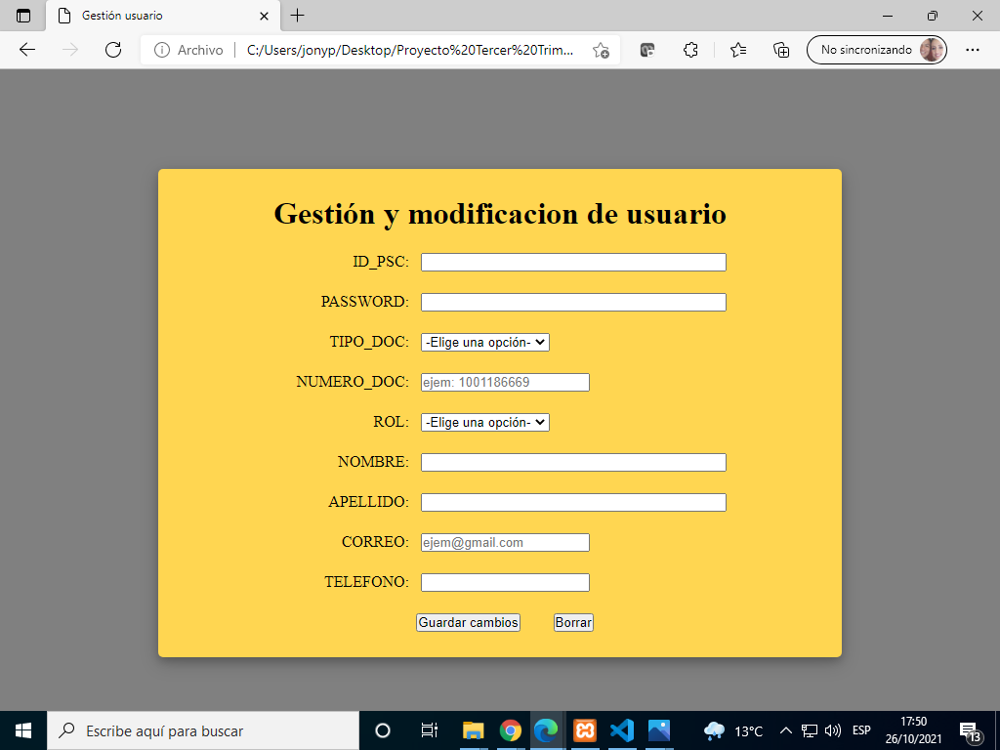 Gestión usuario
Archivo C:/Users/jonyp/Desktop/Proyecto%20Tercer%20Trim... No sincronizando
Gestión y modificacion de usuario
ID_PSC:
PASSWORD:
TIPO_DOC: -Elige una opción-
NUMERO_DOC: ejem: 1001186669
ROL: -Elige una opción-
NOMBRE:
APELLIDO:
CORREO: ejem@gmail.com
TELEFONO:
Guardar cambios Borrar
Escribe aquí para buscar 13°C ESP 17:50
26/10/2021 13